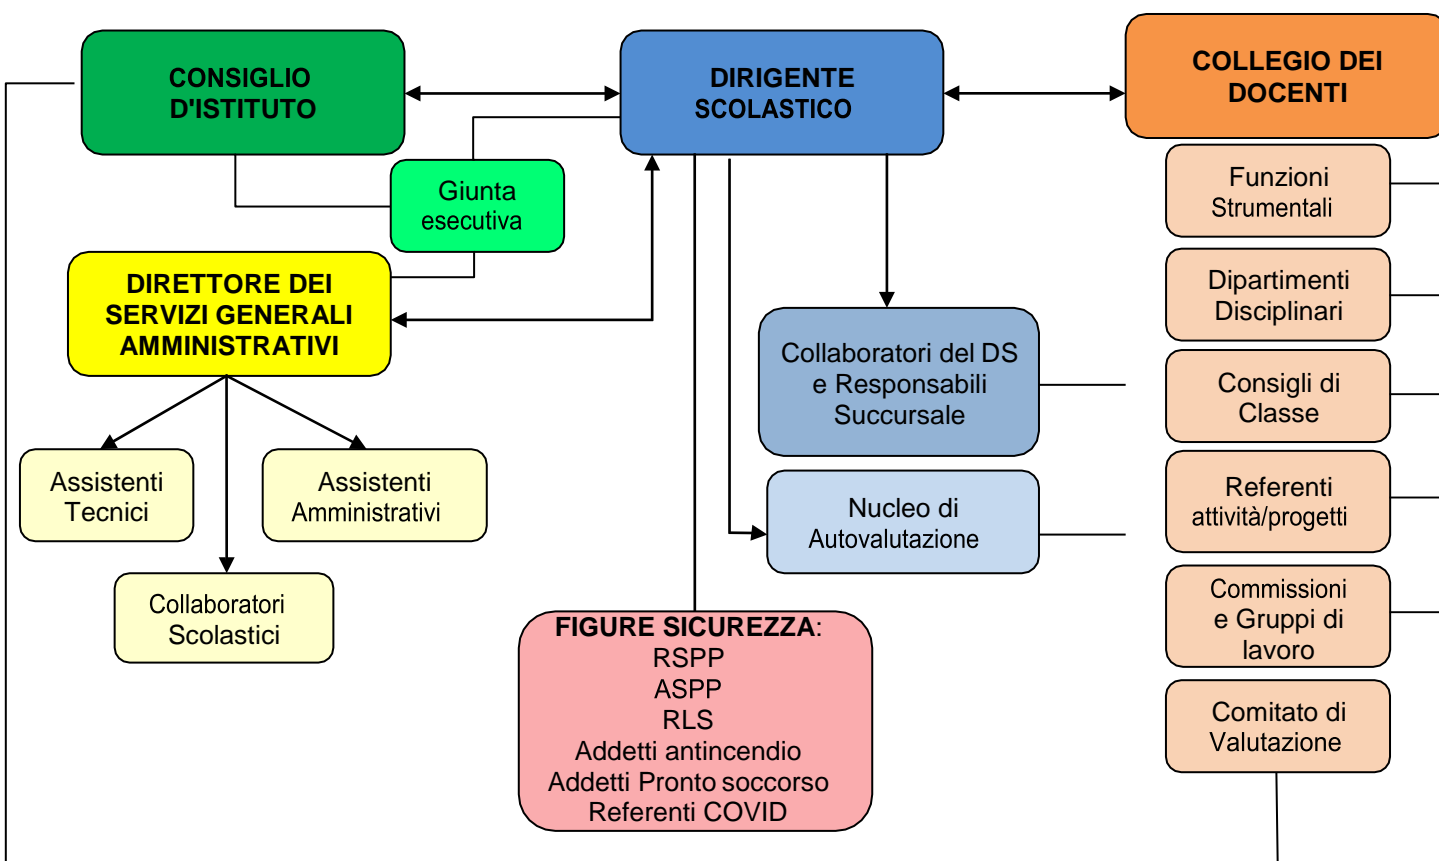 CONSIGLIO
D'ISTITUTO
DIRIGENTE
SCOLASTICO
COLLEGIO DEI
DOCENTI
Giunta
esecutiva
Funzioni
Strumentali
DIRETTORE DEI
SERVIZI GENERALI
AMMINISTRATIVI
Dipartimenti
Disciplinari
Collaboratori del DS
e Responsabili
Succursale
Consigli di
Classe
Assistenti
Tecnici
Assistenti
Amministrativi
Nucleo di
Autovalutazione
Referenti
attività/progetti
Collaboratori
Scolastici
Commissioni
e Gruppi di
lavoro
FIGURE SICUREZZA:
RSPP
ASPP
RLS
Addetti antincendio
Addetti Pronto soccorso
Referenti COVID
Comitato di
Valutazione